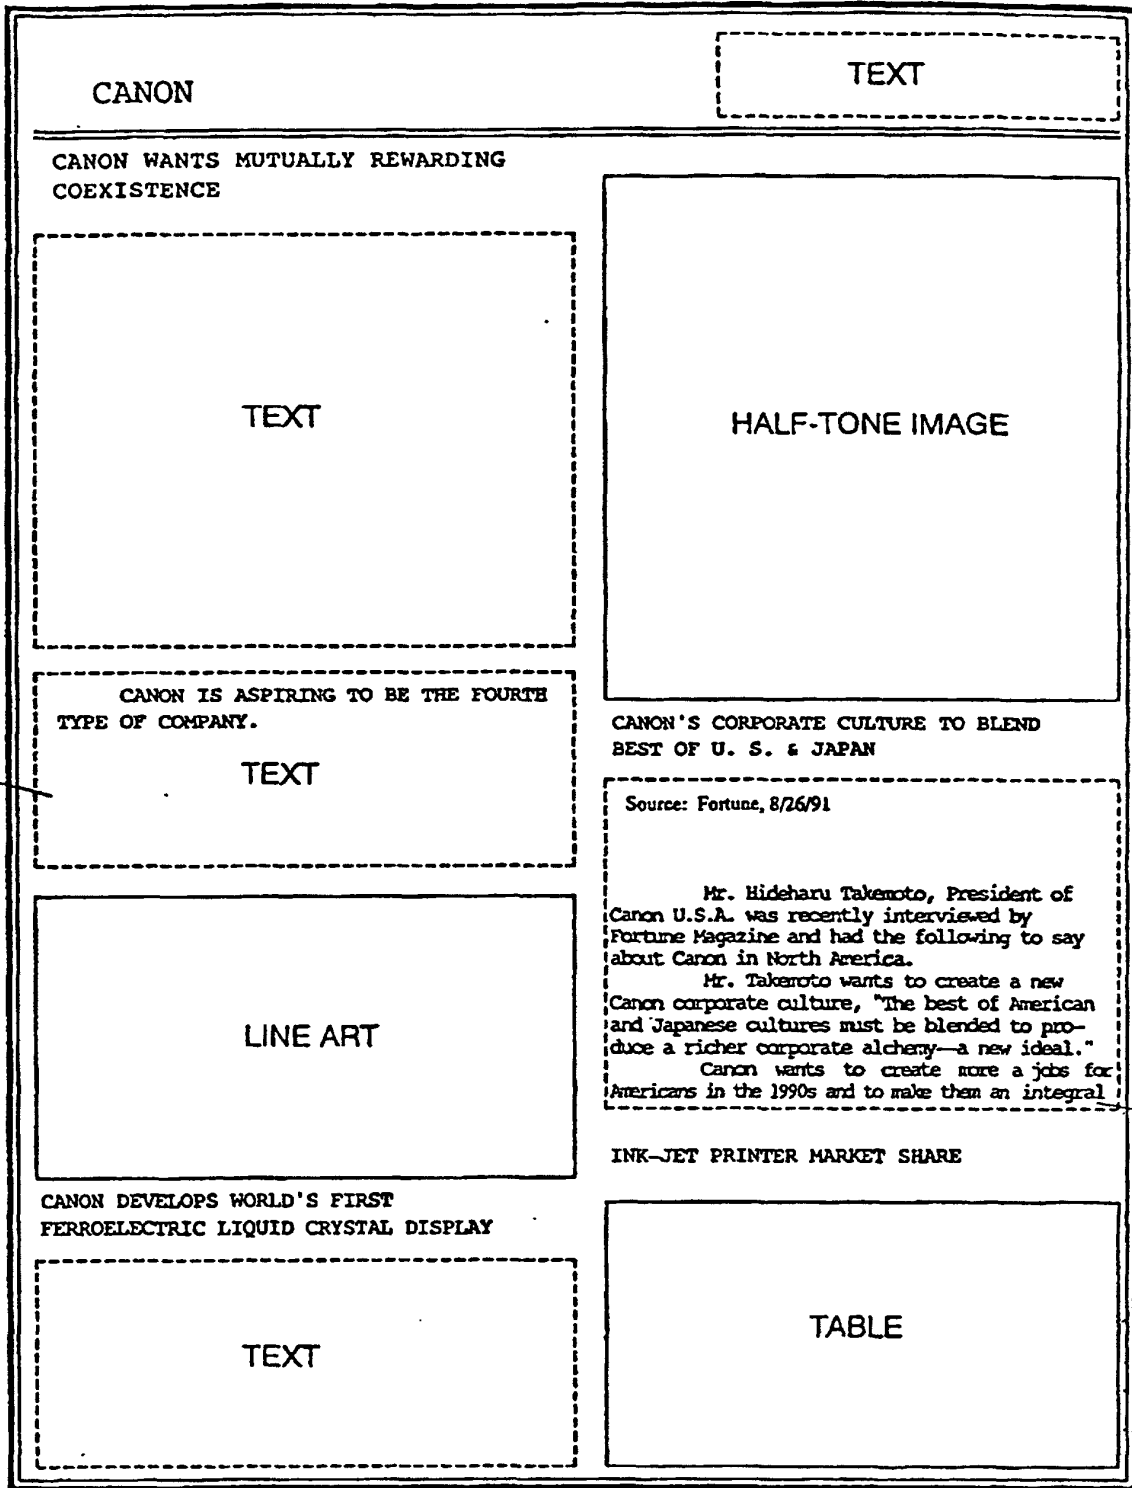 CANON
TEXT
CANON WANTS MUTUALLY REWARDING
COEXISTENCE
TEXT
CANON IS ASPIRING TO BE THE FOURTH
TYPE OF COMPANY.
TEXT
LINE ART
CANON DEVELOPS WORLD'S FIRST
FERROELECTRIC LIQUID CRYSTAL DISPLAY
TEXT
HALF-TONE IMAGE
CANON'S CORPORATE CULTURE TO BLEND
BEST OF U. S. & JAPAN
Source: Fortune, 8/26/91
Mr. Hideharu Takemoto, President of
Canon U.S.A. was recently interviewed by
Fortune Magazine and had the following to say
about Canon in North America.
Mr. Takemoto wants to create a new
Canon corporate culture, "The best of American
and Japanese cultures must be blended to pro-
duce a richer corporate alchemy—a new ideal."
Canon wants to create more a jobs for
Americans in the 1990s and to make them an integral
INK-JET PRINTER MARKET SHARE
TABLE